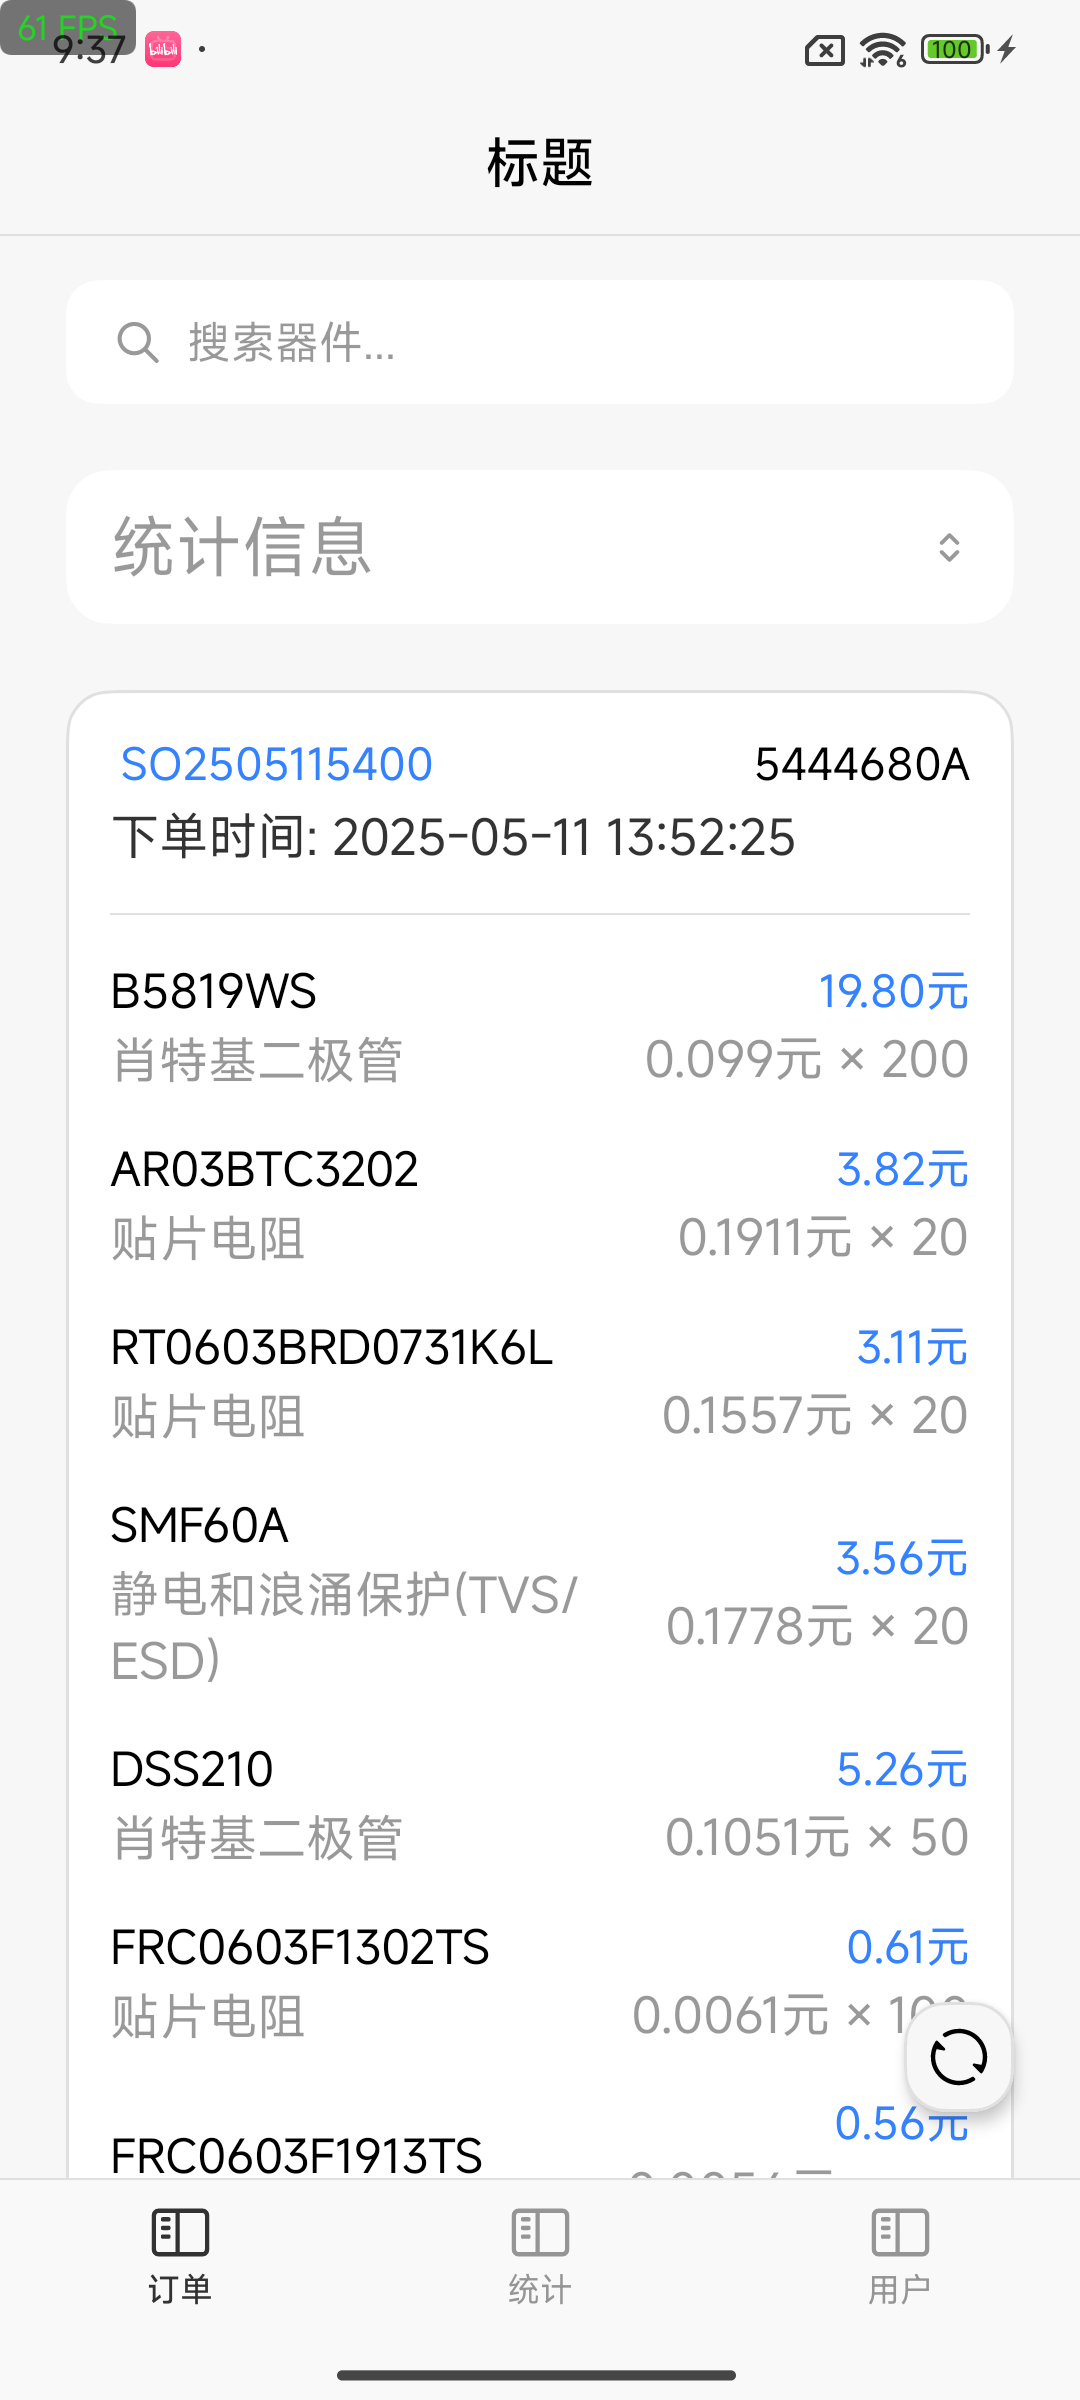 61 FPS
9:37
bilibili
6
100
标题
搜索器件...
统计信息
SO2505115400
5444680A
下单时间: 2025-05-11 13:52:25
B5819WS
19.80元
肖特基二极管
0.099元 × 200
AR03BTC3202
3.82元
贴片电阻
0.1911元 × 20
RT0603BRD0731K6L
3.11元
贴片电阻
0.1557元 × 20
SMF60A
3.56元
静电和浪涌保护(TVS/
ESD)
0.1778元 × 20
DSS210
5.26元
肖特基二极管
0.1051元 × 50
FRC0603F1302TS
0.61元
贴片电阻
0.0061元 × 100
0.56元
FRC0603F1913TS
订单
统计
用户